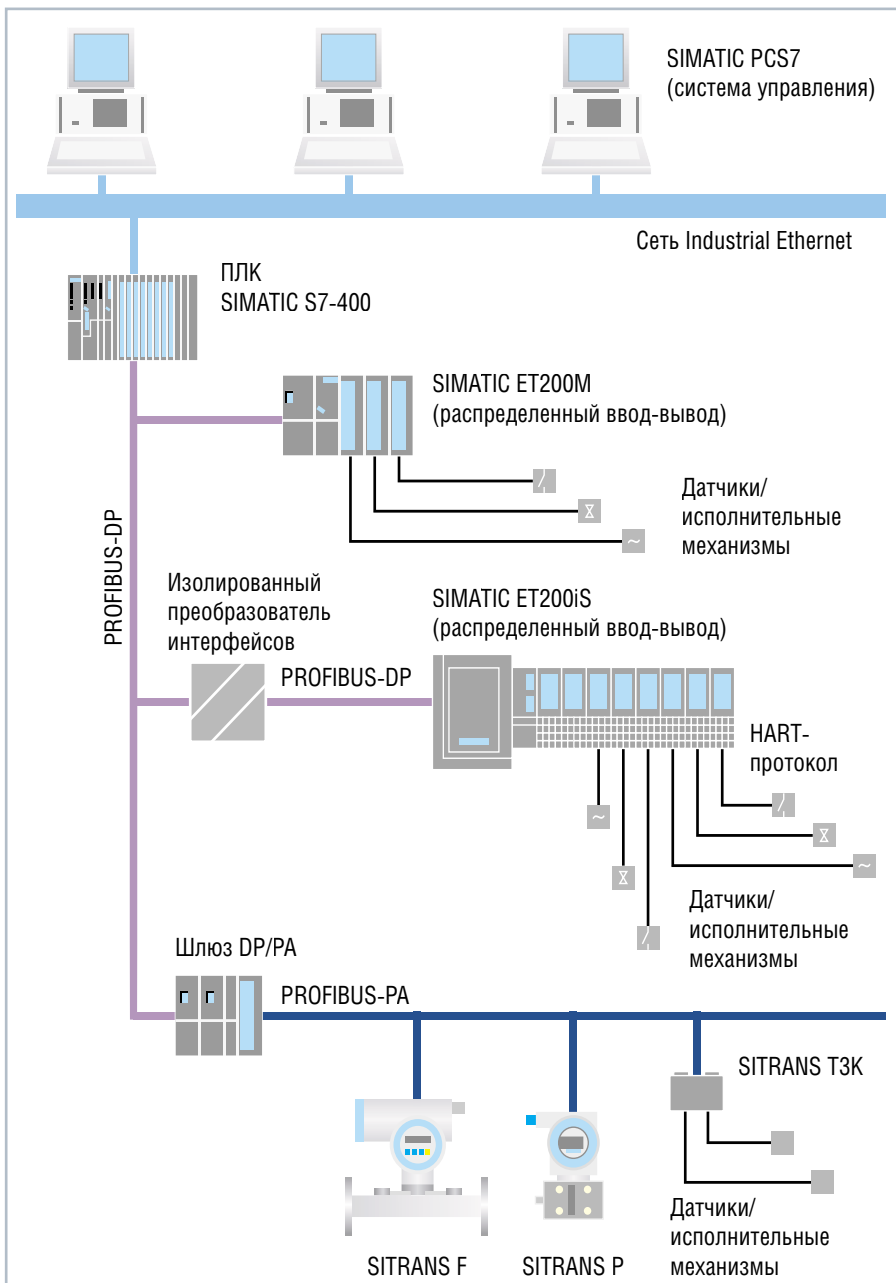 SIMATIC PCS7
(система управления)
Сеть Industrial Ethernet
ПЛК
SIMATIC S7-400
SIMATIC ET200M
(распределенный ввод-вывод)
Датчики/
исполнительные
механизмы
PROFIBUS-DP
Изолированный
преобразователь
интерфейсов
SIMATIC ET200iS
(распределенный ввод-вывод)
PROFIBUS-DP
HART-
протокол
Датчики/
исполнительные
механизмы
Шлюз DP/PA
PROFIBUS-PA
SITRANS T3K
Датчики/
исполнительные
механизмы
SITRANS F
SITRANS P